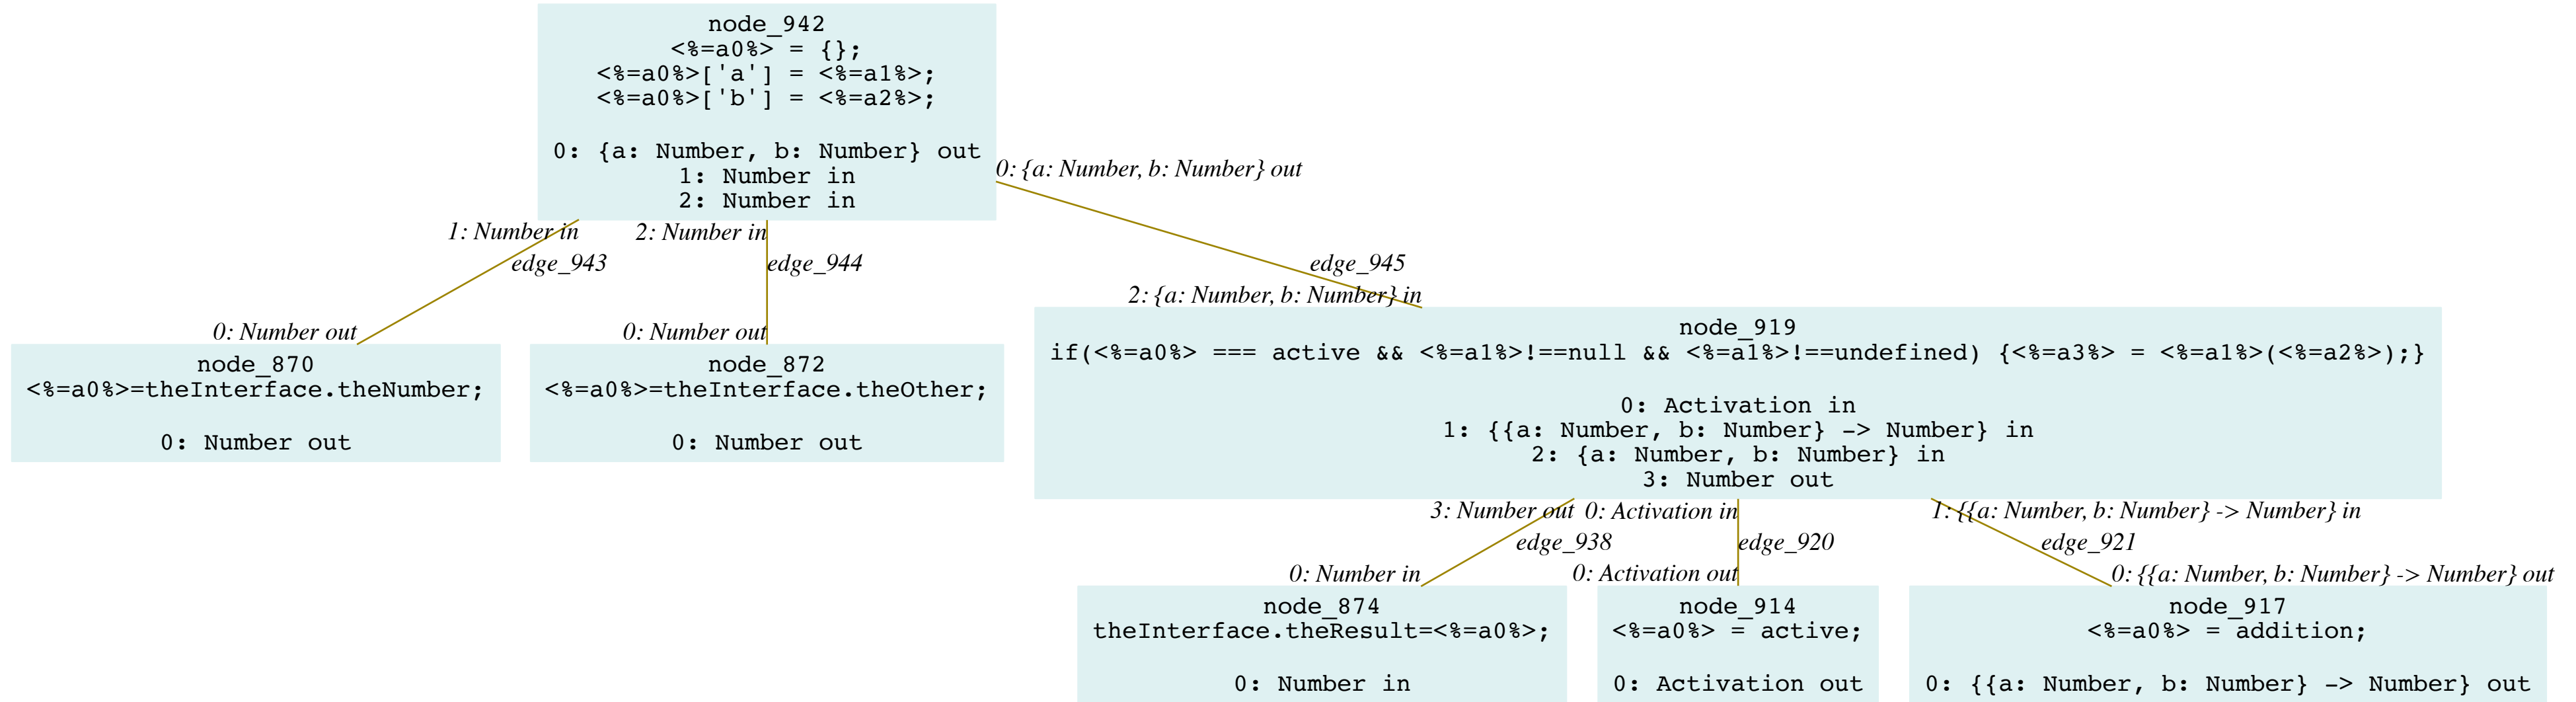 node_942
<%=a0%> = {};
<%=a0%>['a'] = <%=a1%>;
<%=a0%>['b'] = <%=a2%>;
0: {a: Number, b: Number} out
1: Number in
2: Number in
0: {a: Number, b: Number} out
1: Number in
2: Number in
edge_943
edge_944
edge_945
2: {a: Number, b: Number} in
0: Number out
0: Number out
node_870
<%=a0%>=theInterface.theNumber;
0: Number out
node_872
<%=a0%>=theInterface.theOther;
0: Number out
node_919
if(<%=a0%> === active && <%=a1%>!==null && <%=a1%>!==undefined) {<%=a3%> = <%=a1%>(<%=a2%>);}
0: Activation in
1: {{a: Number, b: Number} -> Number} in
2: {a: Number, b: Number} in
3: Number out
3: Number out
0: Activation in
1: {{a: Number, b: Number} -> Number} in
edge_938
edge_920
edge_921
0: Number in
0: Activation out
0: {{a: Number, b: Number} -> Number} out
node_874
theInterface.theResult=<%=a0%>;
0: Number in
node_914
<%=a0%> = active;
0: Activation out
node_917
<%=a0%> = addition;
0: {{a: Number, b: Number} -> Number} out